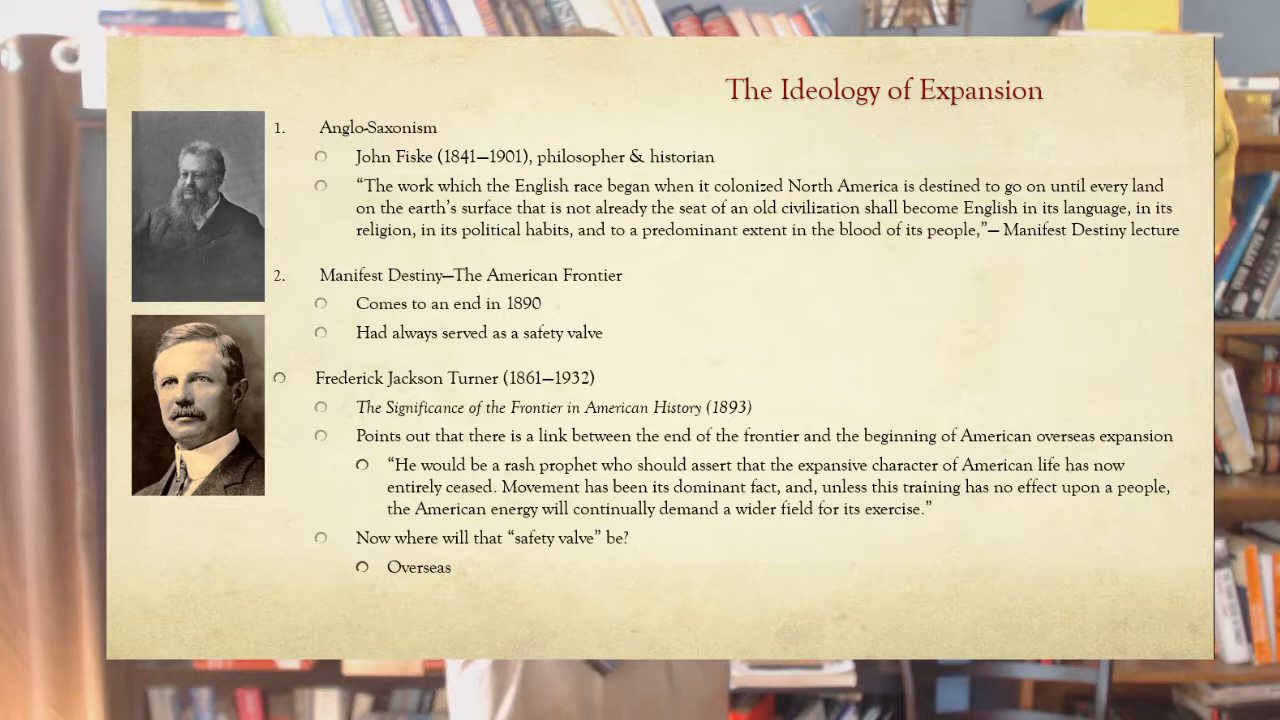 The Ideology of Expansion
1. Anglo-Saxonism
John Fiske (1841—1901), philosopher & historian
“The work which the English race began when it colonized North America is destined to go on until every land
on the earth’s surface that is not already the seat of an old civilization shall become English in its language, in its
religion, in its political habits, and to a predominant extent in the blood of its people,”— Manifest Destiny lecture
2. Manifest Destiny—The American Frontier
Comes to an end in 1890
Had always served as a safety valve
Frederick Jackson Turner (1861—1932)
The Significance of the Frontier in American History (1893)
Points out that there is a link between the end of the frontier and the beginning of American overseas expansion
“He would be a rash prophet who should assert that the expansive character of American life has now
entirely ceased. Movement has been its dominant fact, and, unless this training has no effect upon a people,
the American energy will continually demand a wider field for its exercise.”
Now where will that “safety valve” be?
Overseas